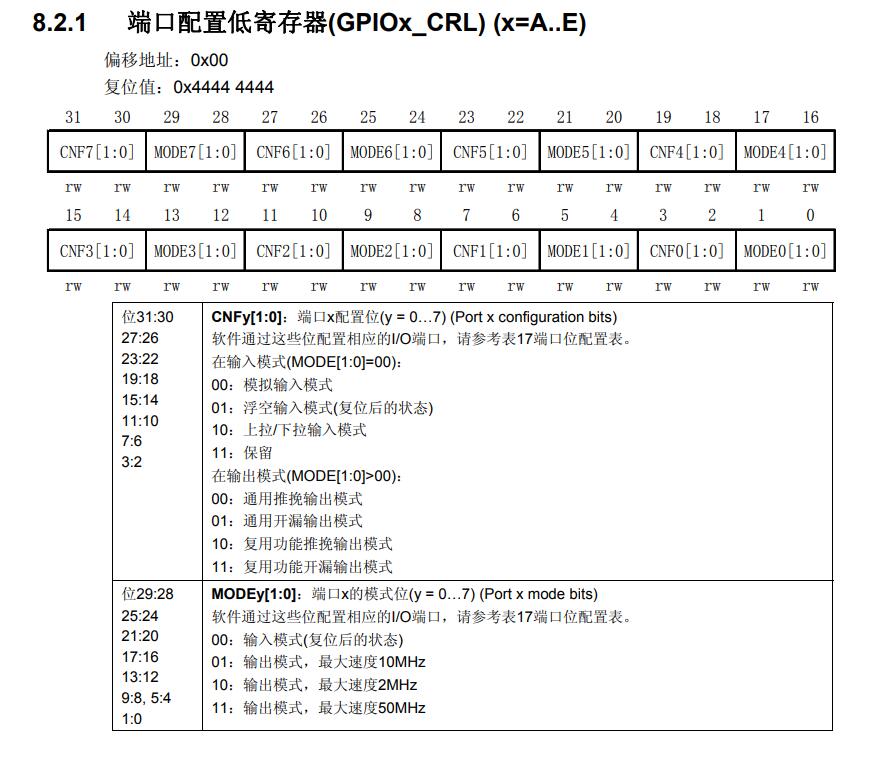 8.2.1 端口配置低寄存器(GPIOx_CRL) (x=A..E)
偏移地址：0x00
复位值：0x4444 4444
31 30 29 28 27 26 25 24 23 22 21 20 19 18 17 16
CNF7[1:0] MODE7[1:0] CNF6[1:0] MODE6[1:0] CNF5[1:0] MODE5[1:0] CNF4[1:0] MODE4[1:0]
rw rw rw rw rw rw rw rw rw rw rw rw rw rw rw rw
15 14 13 12 11 10 9 8 7 6 5 4 3 2 1 0
CNF3[1:0] MODE3[1:0] CNF2[1:0] MODE2[1:0] CNF1[1:0] MODE1[1:0] CNF0[1:0] MODE0[1:0]
rw rw rw rw rw rw rw rw rw rw rw rw rw rw rw rw
位31:30
27:26
23:22
19:18
15:14
11:10
7:6
3:2
CNFy[1:0]：端口x配置位(y = 0…7) (Port x configuration bits)
软件通过这些位配置相应的I/O端口，请参考表17端口位配置表。
在输入模式(MODE[1:0]=00)：
00：模拟输入模式
01：浮空输入模式(复位后的状态)
10：上拉/下拉输入模式
11：保留
在输出模式(MODE[1:0]>00)：
00：通用推挽输出模式
01：通用开漏输出模式
10：复用功能推挽输出模式
11：复用功能开漏输出模式
位29:28
25:24
21:20
17:16
13:12
9:8, 5:4
1:0
MODEy[1:0]：端口x的模式位(y = 0…7) (Port x mode bits)
软件通过这些位配置相应的I/O端口，请参考表17端口位配置表。
00：输入模式(复位后的状态)
01：输出模式，最大速度10MHz
10：输出模式，最大速度2MHz
11：输出模式，最大速度50MHz